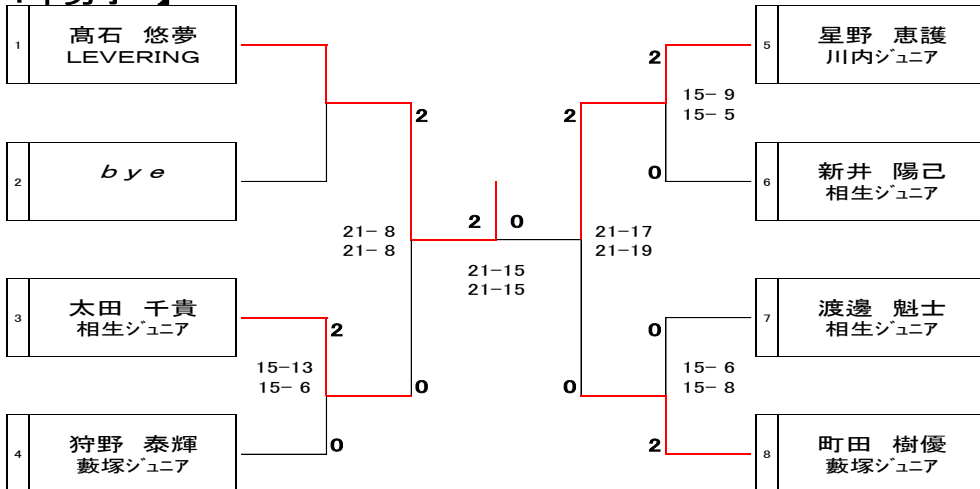 1
髙石 悠夢
LEVERING
2
bye
3
太田 千貴
相生ジュニア
4
狩野 泰輝
藪塚ジュニア
2
21- 8
21- 8
2
15-13
15- 6
0
0
2 0
21-15
21-15
2
2
15- 9
15- 5
0
21-17
21-19
0
0
15- 6
15- 8
2
5
星野 恵護
川内ジュニア
6
新井 陽己
相生ジュニア
7
渡邊 魁士
相生ジュニア
8
町田 樹優
藪塚ジュニア